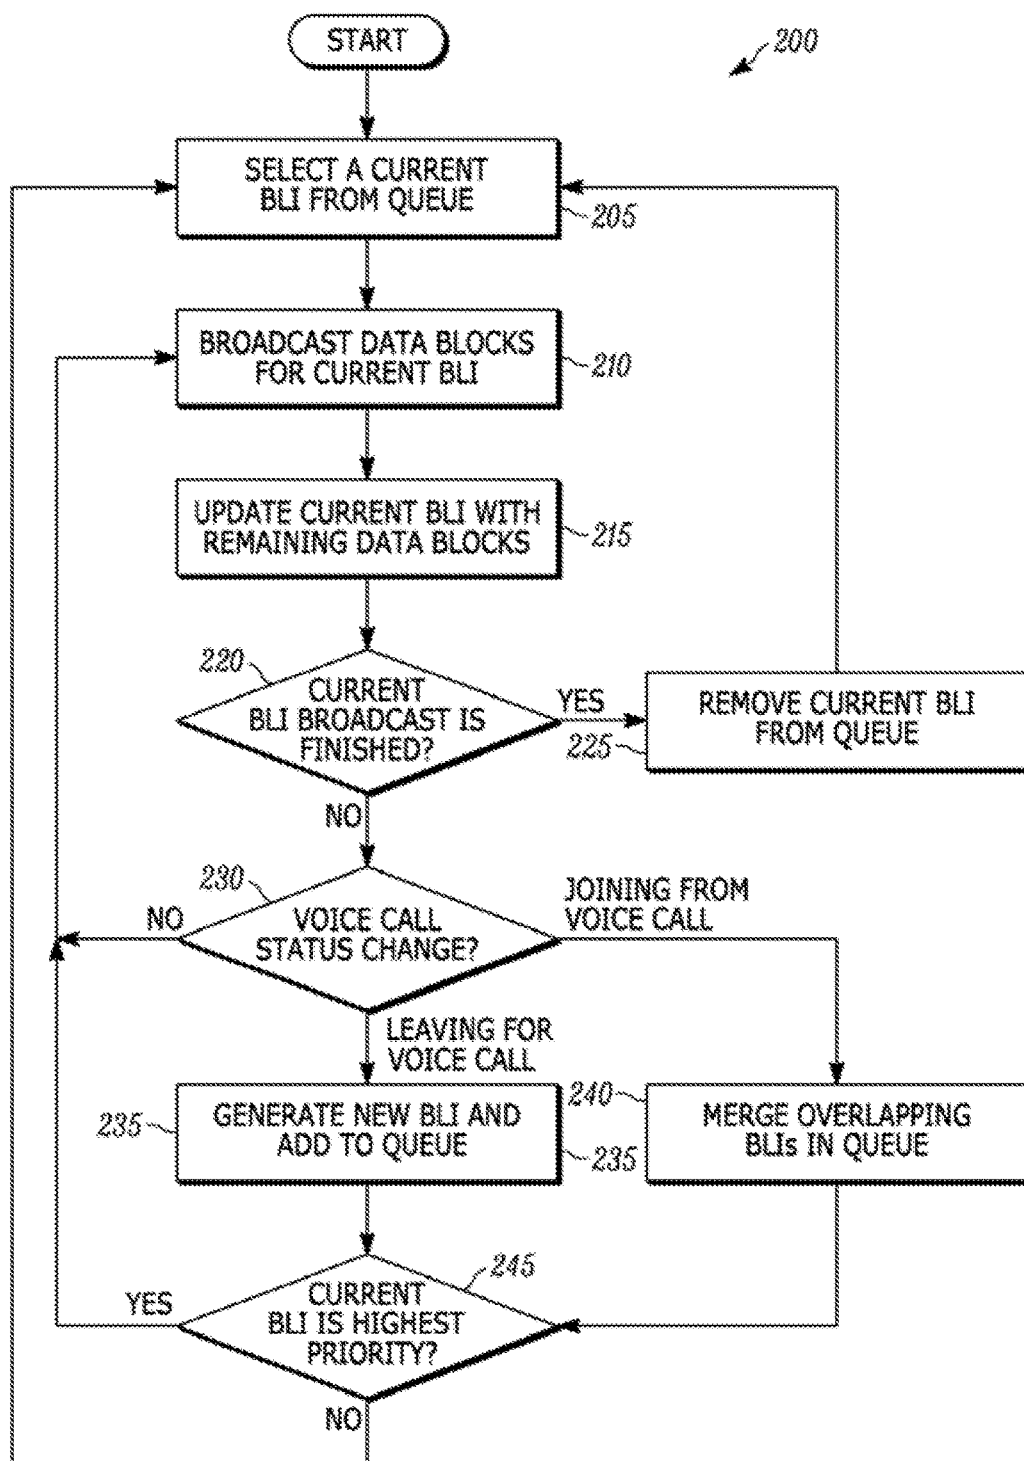 START
200
SELECT A CURRENT
BLI FROM QUEUE
205
BROADCAST DATA BLOCKS
FOR CURRENT BLI
210
UPDATE CURRENT BLI WITH
REMAINING DATA BLOCKS
215
220
CURRENT
BLI BROADCAST IS
FINISHED?
YES
REMOVE CURRENT BLI
FROM QUEUE
225
NO
230
VOICE CALL
STATUS CHANGE?
NO
JOINING FROM
VOICE CALL
LEAVING FOR
VOICE CALL
235
GENERATE NEW BLI AND
ADD TO QUEUE
235
240
MERGE OVERLAPPING
BLIs IN QUEUE
245
CURRENT
BLI IS HIGHEST
PRIORITY?
YES
NO